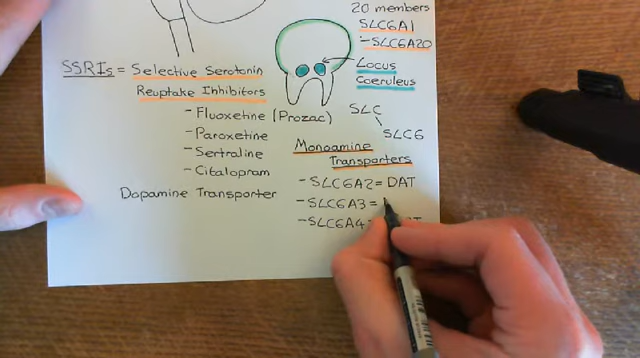 20 members
SLC6A1
SLC6A20
Locus
Coeruleus
SSRIs = Selective Serotonin
Reuptake Inhibitors
- Fluoxetine (Prozac)
- Paroxetine
- Sertraline
- Citalopram
Dopamine Transporter
SLC
SLC6
Monoamine
Transporters
- SLC6A2 = DAT
- SLC6A3 =
- SLC6A4 =